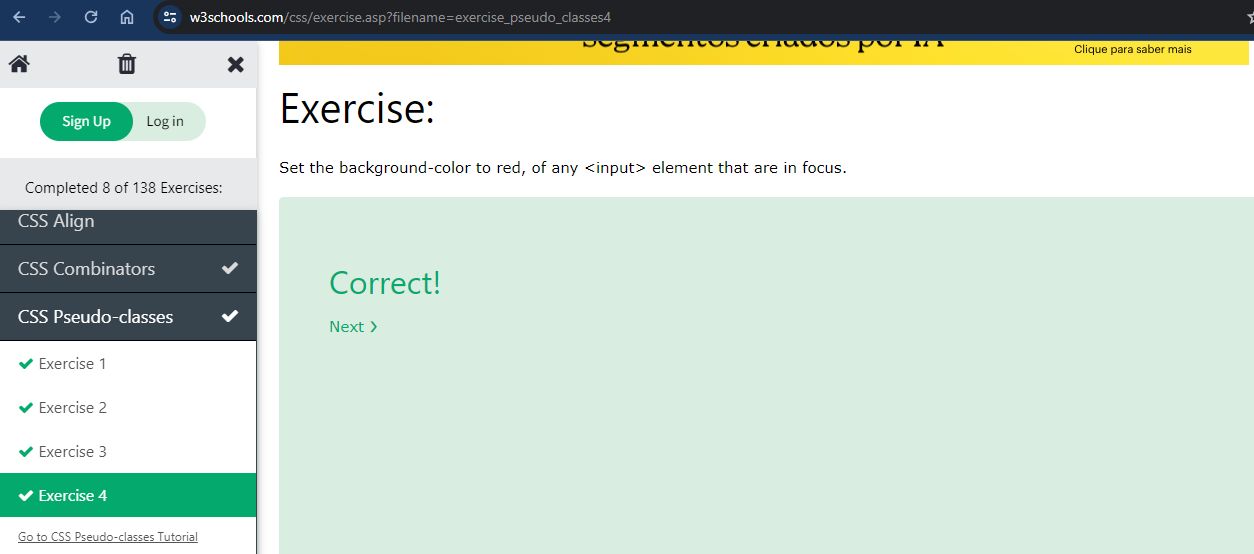 w3schools.com/css/exercise.asp?filename=exercise_pseudo_classes4
segmentos criados por IA
Clique para saber mais
Sign Up
Log in
Completed 8 of 138 Exercises:
CSS Align
CSS Combinators
CSS Pseudo-classes
Exercise 1
Exercise 2
Exercise 3
Exercise 4
Go to CSS Pseudo-classes Tutorial
Exercise:
Set the background-color to red, of any <input> element that are in focus.
Correct!
Next ❯